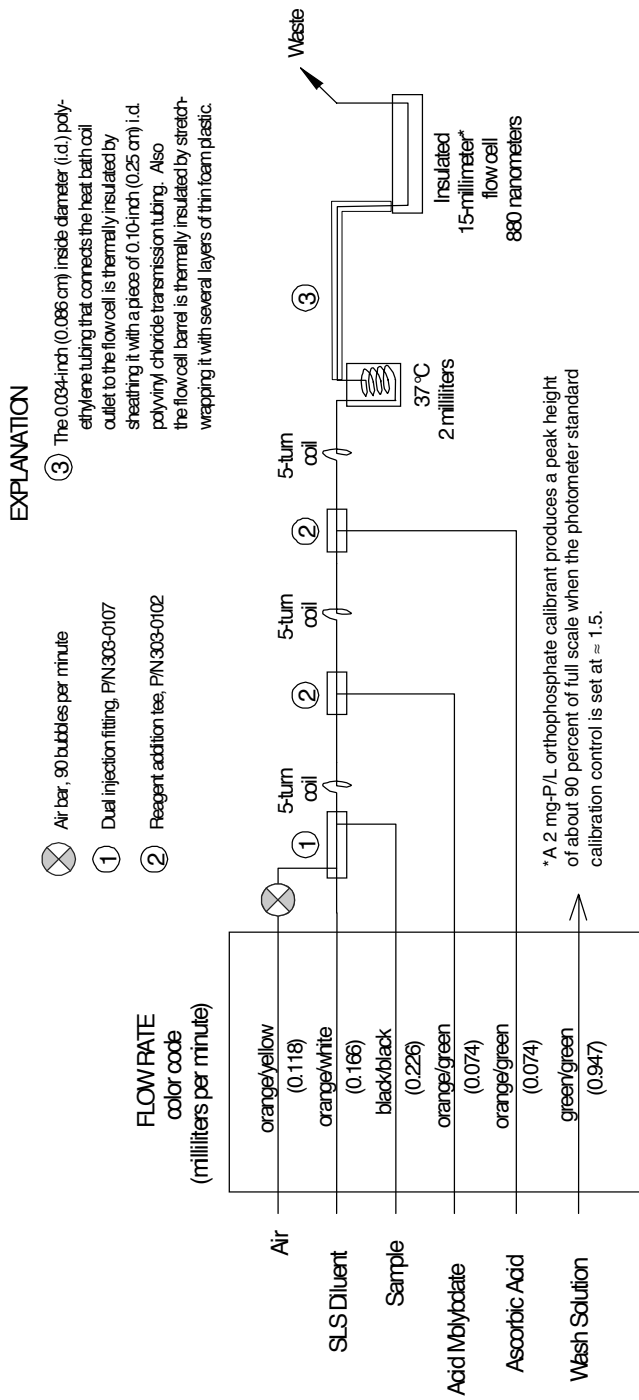 EXPLANATION
Air bar, 90 bubbles per minute
1 Dual injection fitting, P/N303-0107
2 Reagent addition tee, P/N303-0102
3 The 0.034-inch (0.086 cm) inside diameter (i.d.) poly-
ethylene tubing that connects the heat bath coil
outlet to the flow cell is thermally insulated by
sheathing it with a piece of 0.10-inch (0.25 cm) i.d.
polyvinyl chloride transmission tubing. Also
the flow cell barrel is thermally insulated by stretch-
wrapping it with several layers of thin foam plastic.
FLOW RATE
color code
(milliliters per minute)
Air
orange/yellow
(0.118)
SLS Diluent
orange/white
(0.166)
Sample
black/black
(0.226)
Acid Molybdate
orange/green
(0.074)
Ascorbic Acid
orange/green
(0.074)
Wash Solution
green/green
(0.947)
1
5-turn
coil
2
5-turn
coil
2
5-turn
coil
37°C
2 milliliters
3
Insulated
15-millimeter*
flow cell
880 nanometers
Waste
*A 2 mg-P/L orthophosphate calibrant produces a peak height
of about 90 percent of full scale when the photometer standard
calibration control is set at ≈ 1.5.